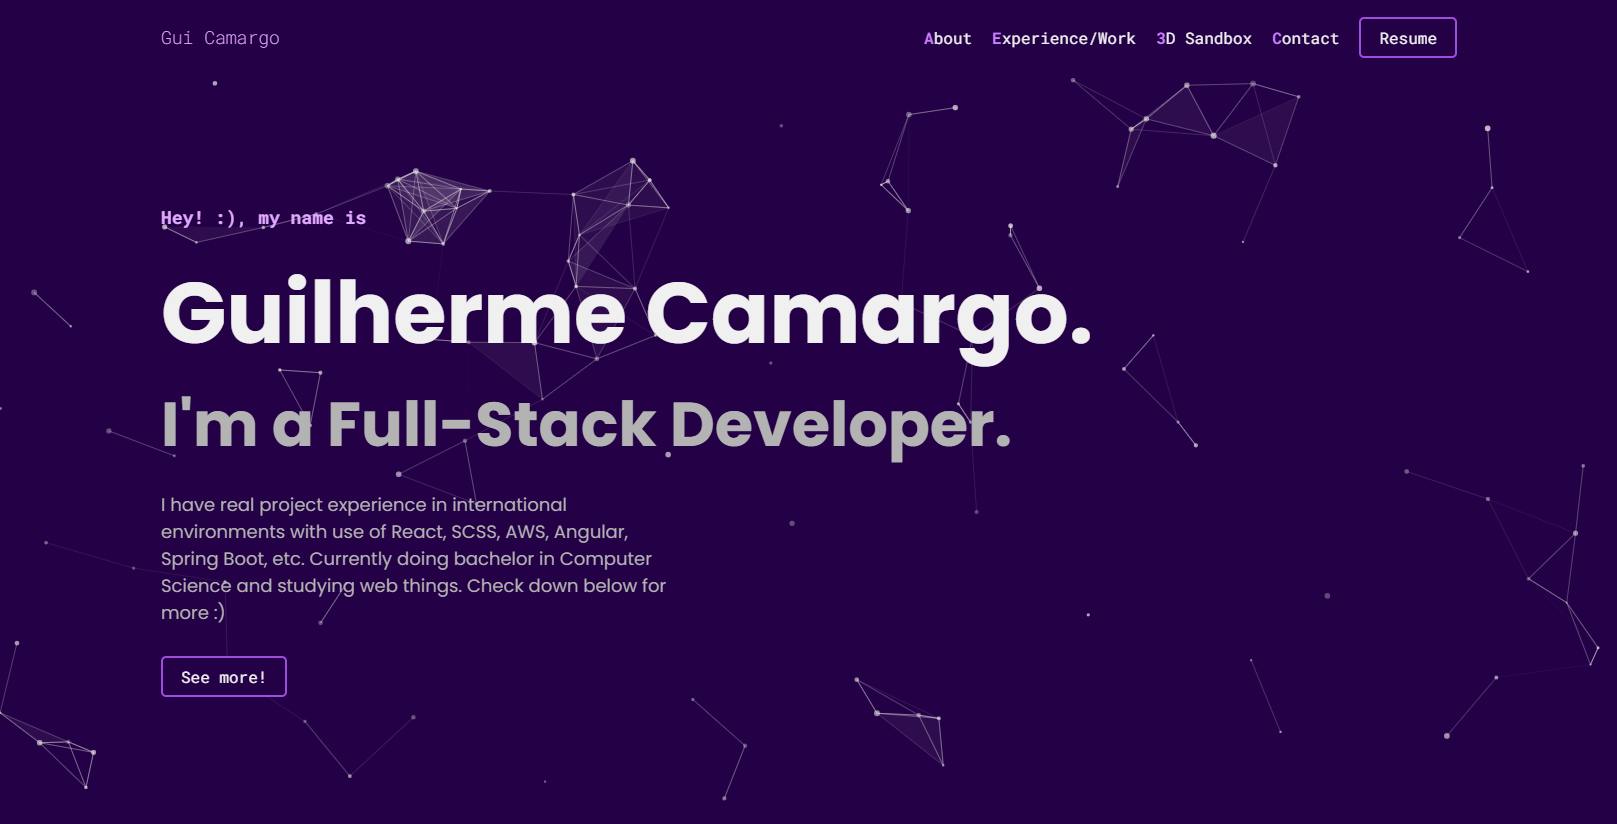 Gui Camargo
About Experience/Work 3D Sandbox Contact Resume
Hey! :), my name is
Guilherme Camargo.
I'm a Full-Stack Developer.
I have real project experience in international
environments with use of React, SCSS, AWS, Angular,
Spring Boot, etc. Currently doing bachelor in Computer
Science and studying web things. Check down below for
more :)
See more!